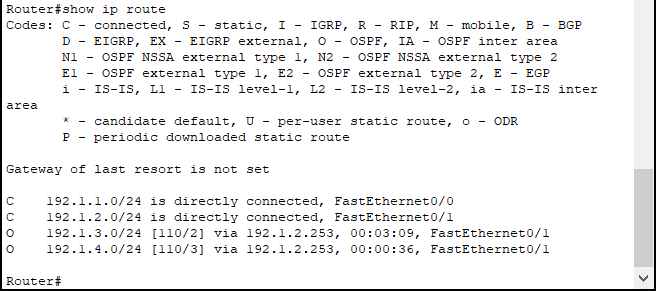 Router#show ip route
Codes: C - connected, S - static, I - IGRP, R - RIP, M - mobile, B - BGP
       D - EIGRP, EX - EIGRP external, O - OSPF, IA - OSPF inter area
       N1 - OSPF NSSA external type 1, N2 - OSPF NSSA external type 2
       E1 - OSPF external type 1, E2 - OSPF external type 2, E - EGP
       i - IS-IS, L1 - IS-IS level-1, L2 - IS-IS level-2, ia - IS-IS inter
area
       * - candidate default, U - per-user static route, o - ODR
       P - periodic downloaded static route
Gateway of last resort is not set
C    192.1.1.0/24 is directly connected, FastEthernet0/0
C    192.1.2.0/24 is directly connected, FastEthernet0/1
O    192.1.3.0/24 [110/2] via 192.1.2.253, 00:03:09, FastEthernet0/1
O    192.1.4.0/24 [110/3] via 192.1.2.253, 00:00:36, FastEthernet0/1
Router#